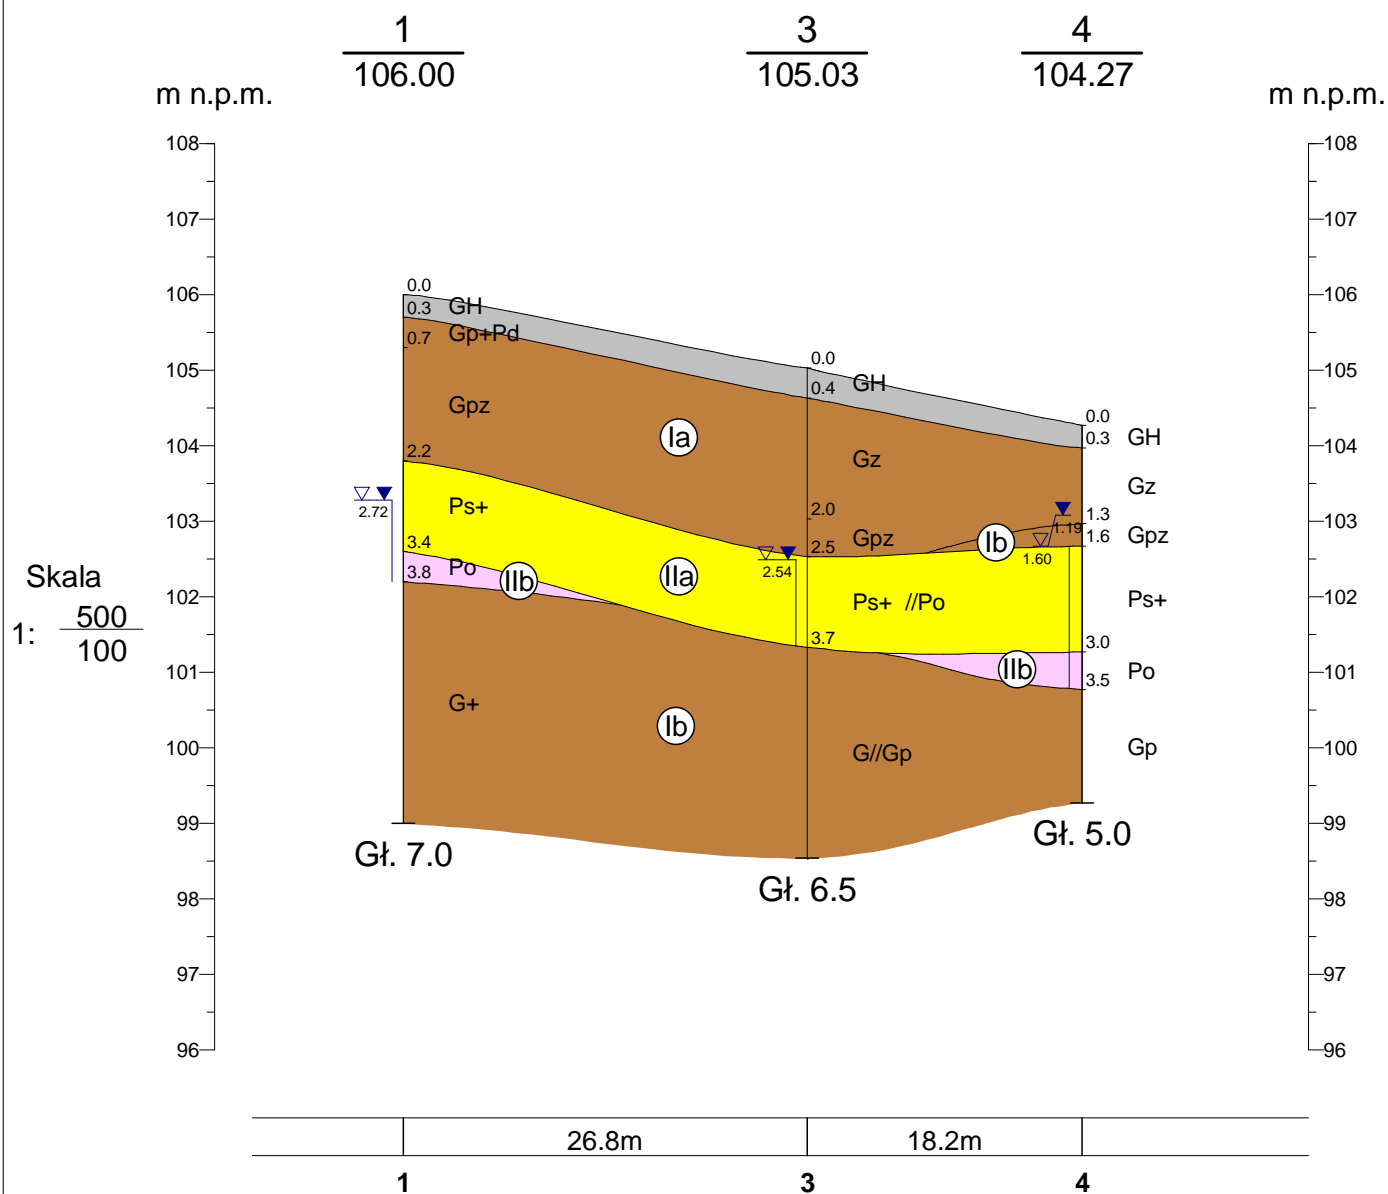 1 3 4
106.00 105.03 104.27
m n.p.m. m n.p.m.
108 108
107 107
106 0.0 106
0.3 GH
0.7 Gp+Pd
105 0.0 105
0.4 GH
Gpz 0.0
Ia 0.3 GH
104 2.2 Gz 104
Gz
Ps+ 2.0 1.3
2.72 1.19
103 103
3.4 2.5 Gpz Ib 1.6 Gpz
Po 2.54 1.60
3.8 IIb IIa
Skala
102 Ps+ //Po Ps+ 102
500
1:
100
3.7 3.0
101 IIb Po 101
3.5
G+ Ib
100 G//Gp Gp 100
99 99
Gł. 7.0 Gł. 6.5 Gł. 5.0
98 98
97 97
96 96
26.8m 18.2m
1 3 4